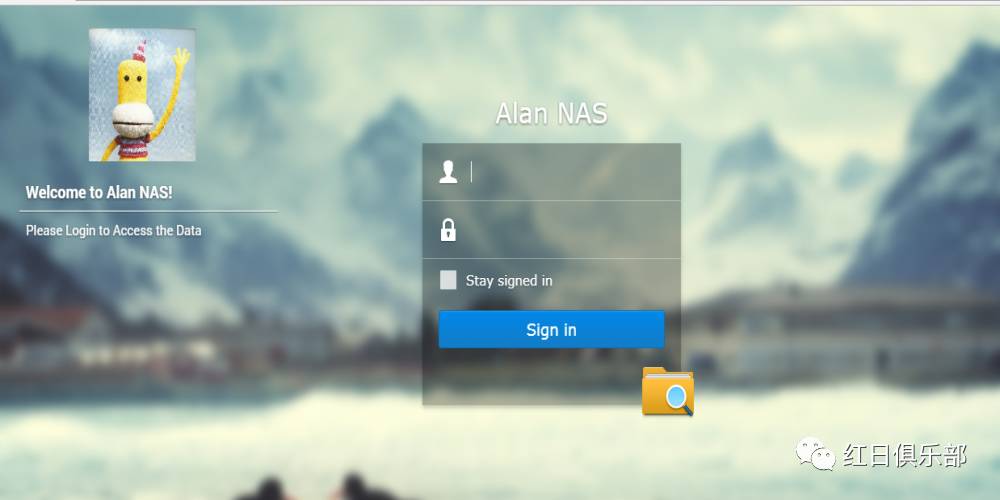 Alan NAS
Welcome to Alan NAS!
Please Login to Access the Data
Stay signed in
Sign in
红日俱乐部